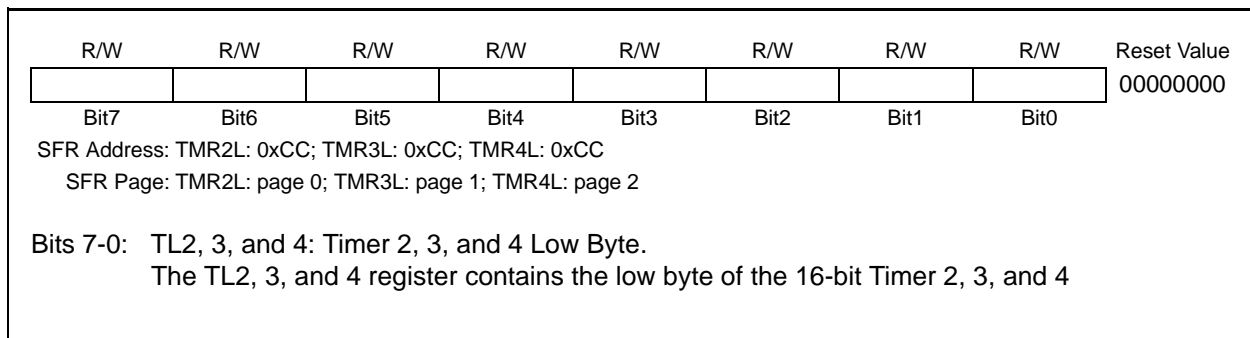 R/W R/W R/W R/W R/W R/W R/W R/W Reset Value
00000000
Bit7 Bit6 Bit5 Bit4 Bit3 Bit2 Bit1 Bit0
SFR Address: TMR2L: 0xCC; TMR3L: 0xCC; TMR4L: 0xCC
SFR Page: TMR2L: page 0; TMR3L: page 1; TMR4L: page 2
Bits 7-0: TL2, 3, and 4: Timer 2, 3, and 4 Low Byte.
The TL2, 3, and 4 register contains the low byte of the 16-bit Timer 2, 3, and 4